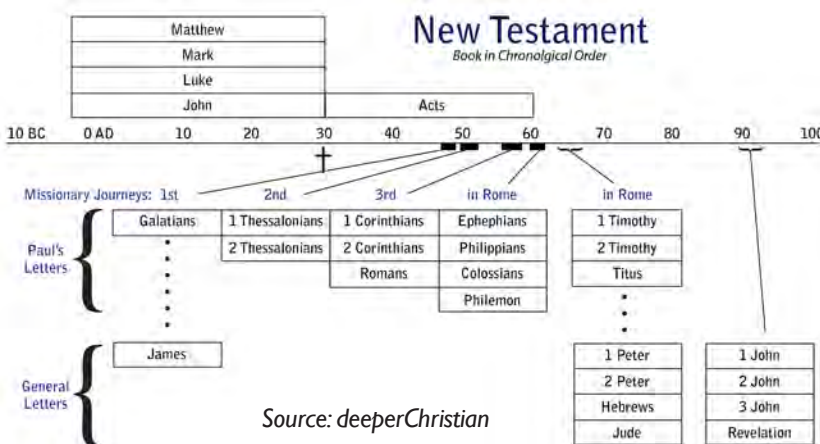 New Testament
Book in Chronolgical Order
Matthew
Mark
Luke
John
Acts
10 BC 0 AD 10 20 30 40 50 60 70 80 90 100
Missionary Journeys: 1st 2nd 3rd in Rome in Rome
Paul's
Letters
Galatians
1 Thessalonians
2 Thessalonians
1 Corinthians
2 Corinthians
Romans
Ephephians
Philippians
Colossians
Philemon
1 Timothy
2 Timothy
Titus
General
Letters
James
1 Peter
2 Peter
Hebrews
Jude
1 John
2 John
3 John
Revelation
Source: deeperChristian